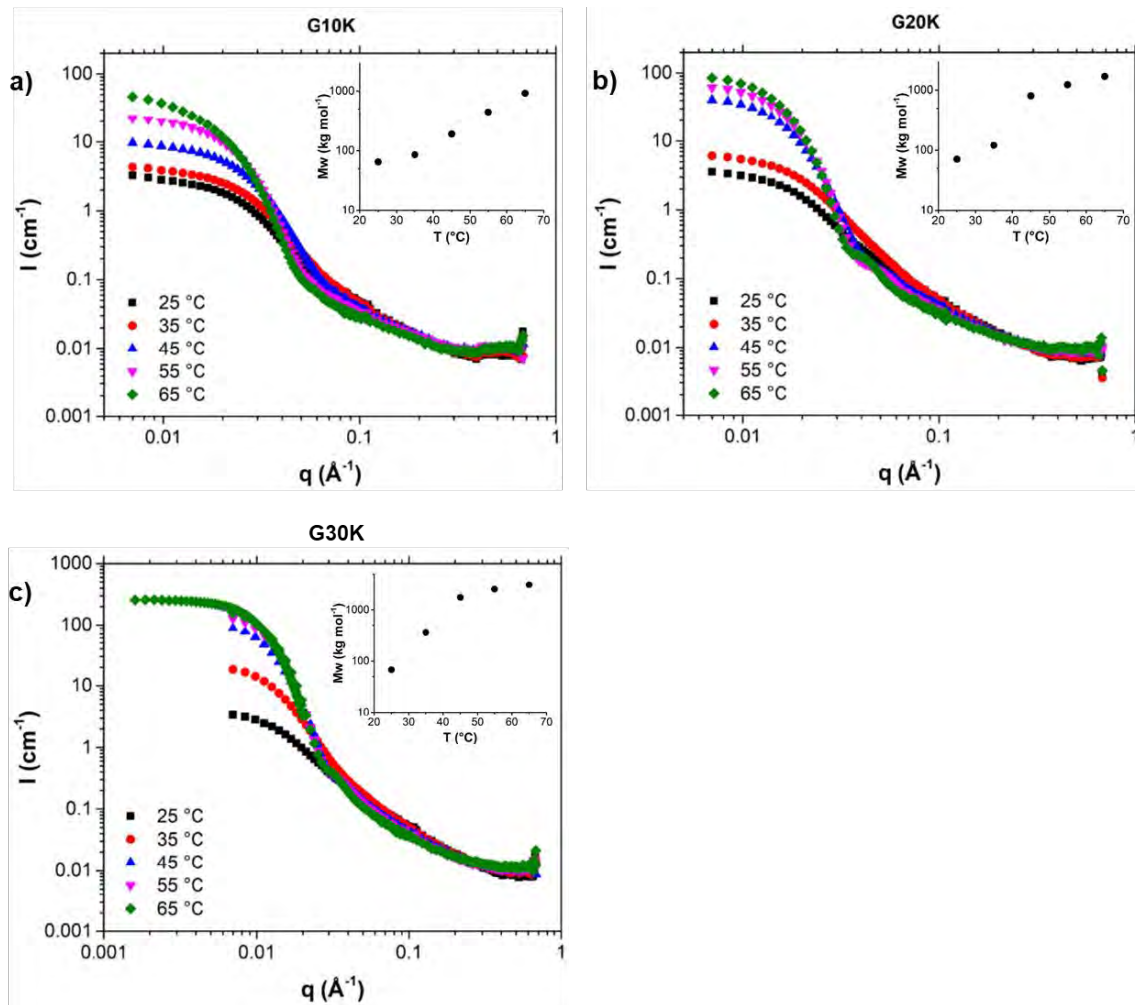 G10K
a)
I (cm⁻¹)
100
10
1
0.1
0.01
0.001
0.01
0.1
1
q (Å⁻¹)
25 °C
35 °C
45 °C
55 °C
65 °C
Mw (kg mol⁻¹)
1000
100
10
20 30 40 50 60 70
T (°C)
G20K
b)
I (cm⁻¹)
100
10
1
0.1
0.01
0.001
0.01
0.1
1
q (Å⁻¹)
25 °C
35 °C
45 °C
55 °C
65 °C
Mw (kg mol⁻¹)
1000
100
10
20 30 40 50 60 70
T (°C)
G30K
c)
I (cm⁻¹)
1000
100
10
1
0.1
0.01
0.001
0.001
0.01
0.1
1
q (Å⁻¹)
25 °C
35 °C
45 °C
55 °C
65 °C
Mw (kg mol⁻¹)
1000
100
10
20 30 40 50 60 70
T (°C)